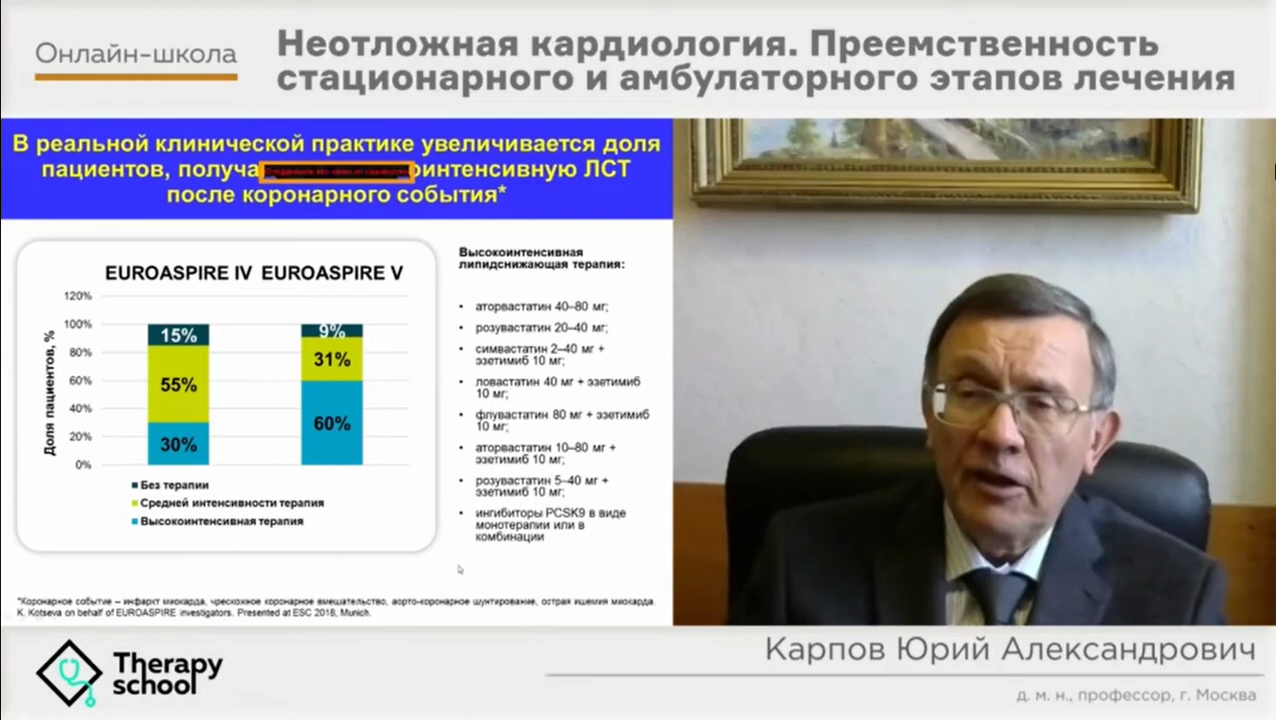 Онлайн-школа
Неотложная кардиология. Преемственность
стационарного и амбулаторного этапов лечения
В реальной клинической практике увеличивается доля
пациентов, получа оинтенсивную ЛСТ
после коронарного события*
EUROASPIRE IV EUROASPIRE V
Доля пациентов, %
120%
100%
80%
60%
40%
20%
0%
15%
55%
30%
9%
31%
60%
Без терапии
Средней интенсивности терапия
Высокоинтенсивная терапия
Высокоинтенсивная
липидснижающая терапия:
• аторвастатин 40–80 мг;
• розувастатин 20–40 мг;
• симвастатин 2–40 мг +
эзетимиб 10 мг;
• ловастатин 40 мг + эзетимиб
10 мг;
• флувастатин 80 мг + эзетимиб
10 мг;
• аторвастатин 10–80 мг +
эзетимиб 10 мг;
• розувастатин 5–40 мг +
эзетимиб 10 мг;
• ингибиторы PCSK9 в виде
монотерапии или в
комбинации
*Коронарное событие – инфаркт миокарда, чрескожное коронарное вмешательство, аорто-коронарное шунтирование, острая ишемия миокарда.
K. Kotseva on behalf of EUROASPIRE investigators. Presented at ESC 2018, Munich.
Therapy
school
Карпов Юрий Александрович
д. м. н., профессор, г. Москва